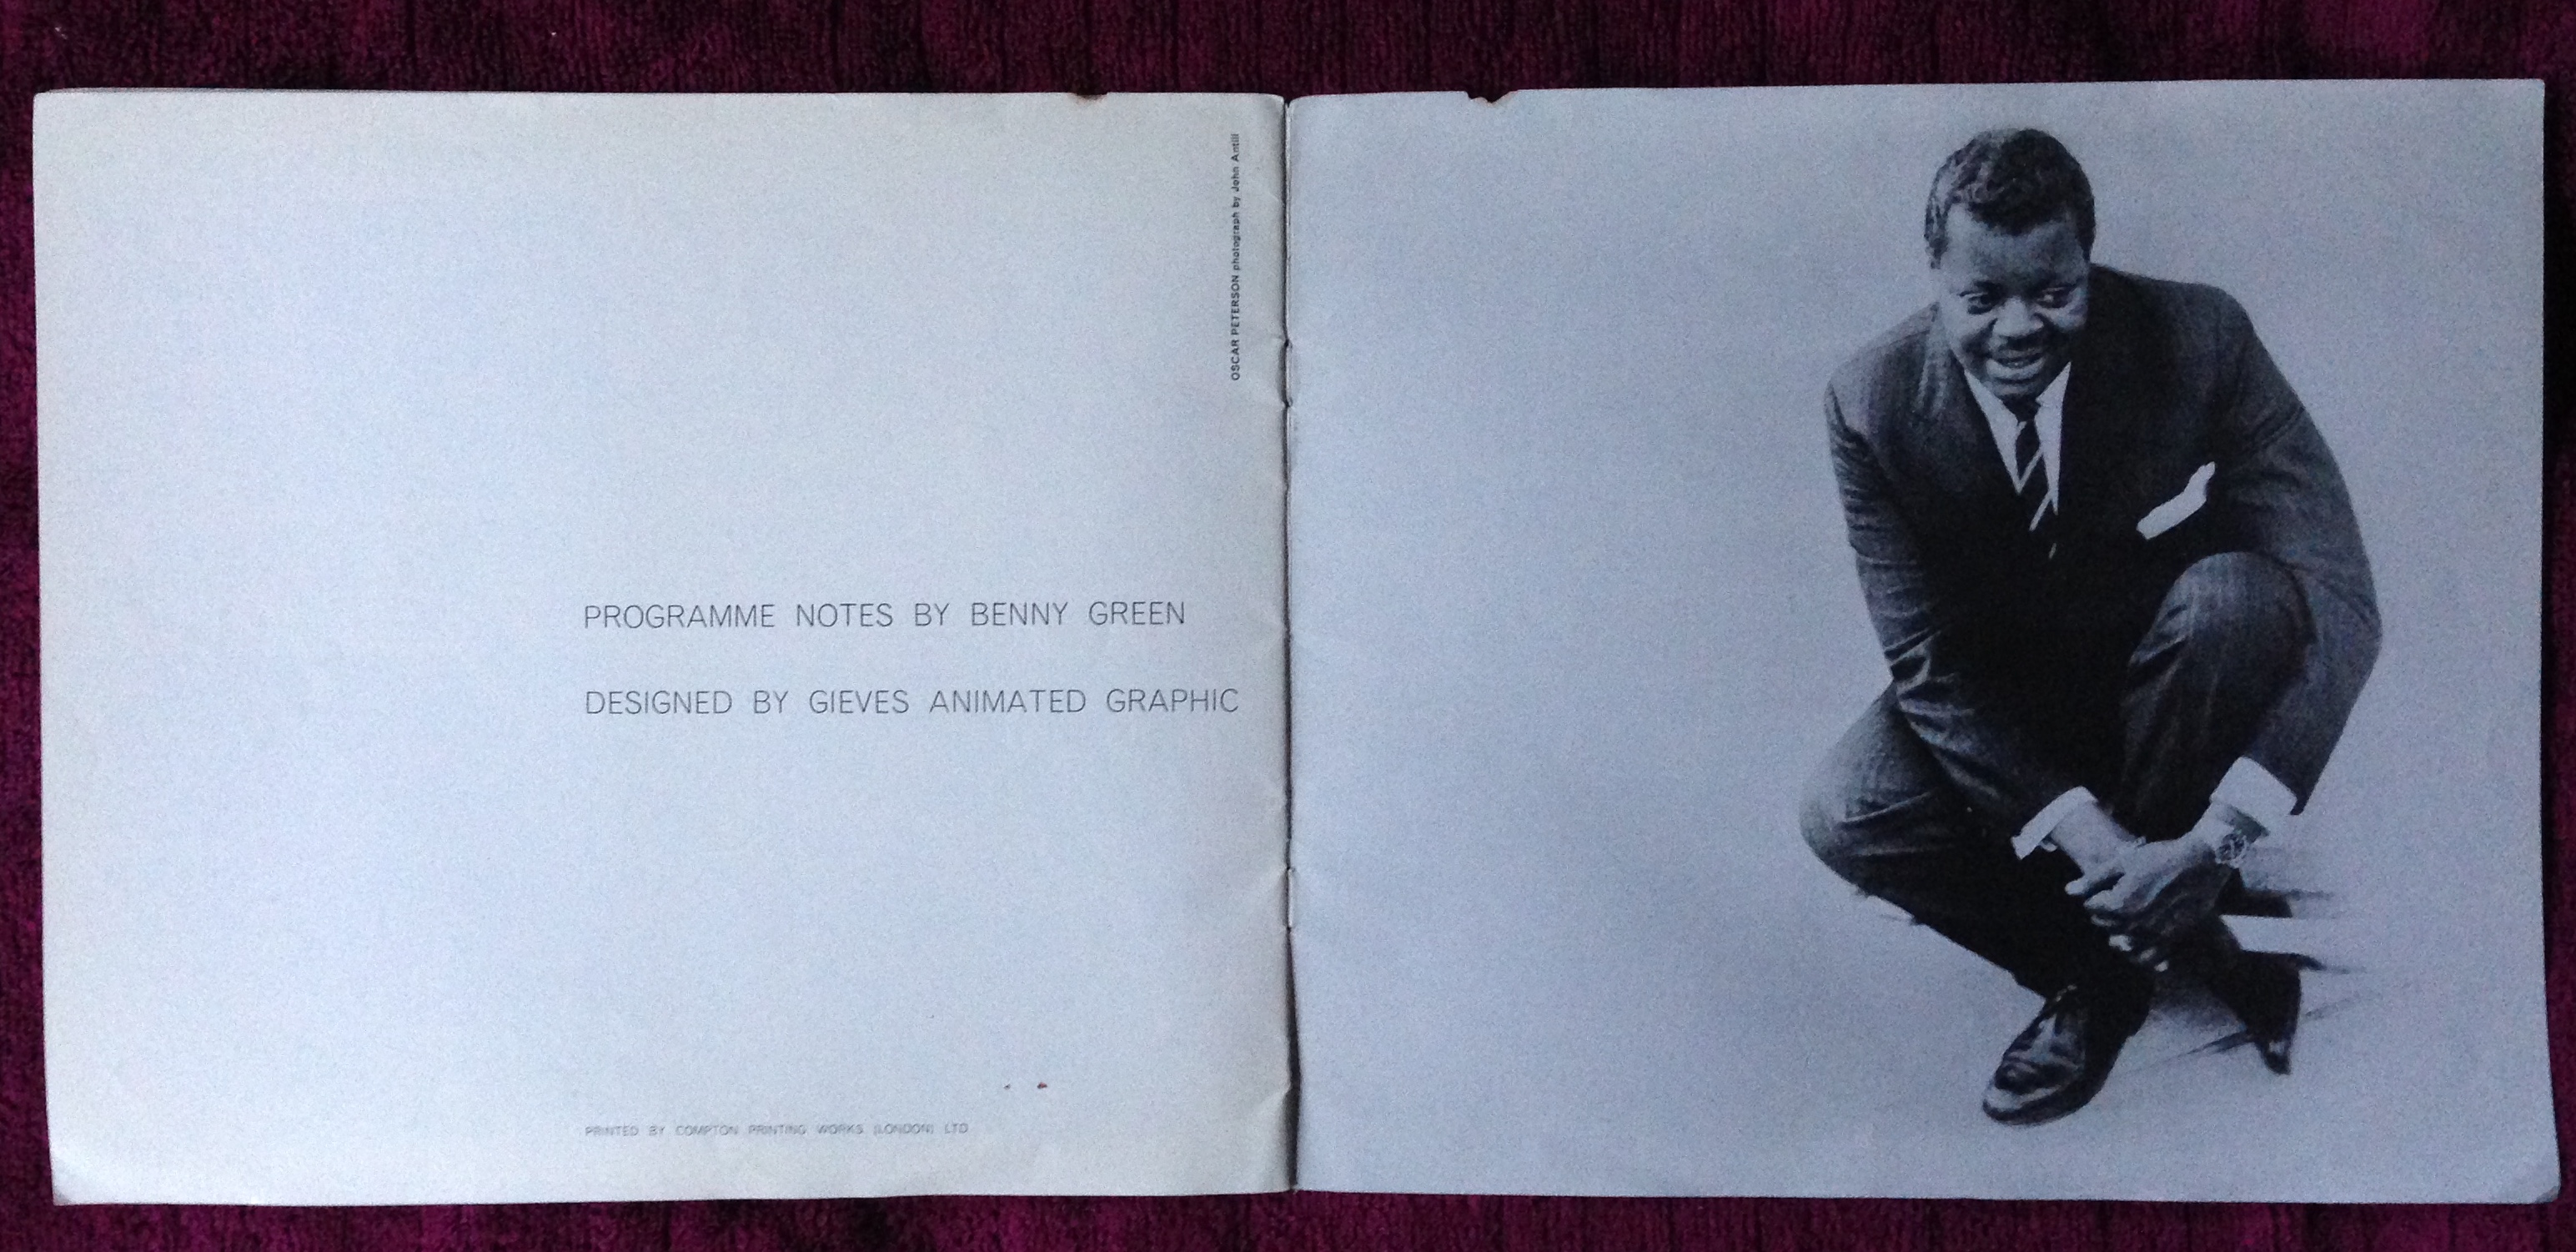 OSCAR PETERSON photograph by John Antill
PROGRAMME NOTES BY BENNY GREEN
DESIGNED BY GIEVES ANIMATED GRAPHIC
PRINTED BY COMPTON PRINTING WORKS (LONDON) LTD